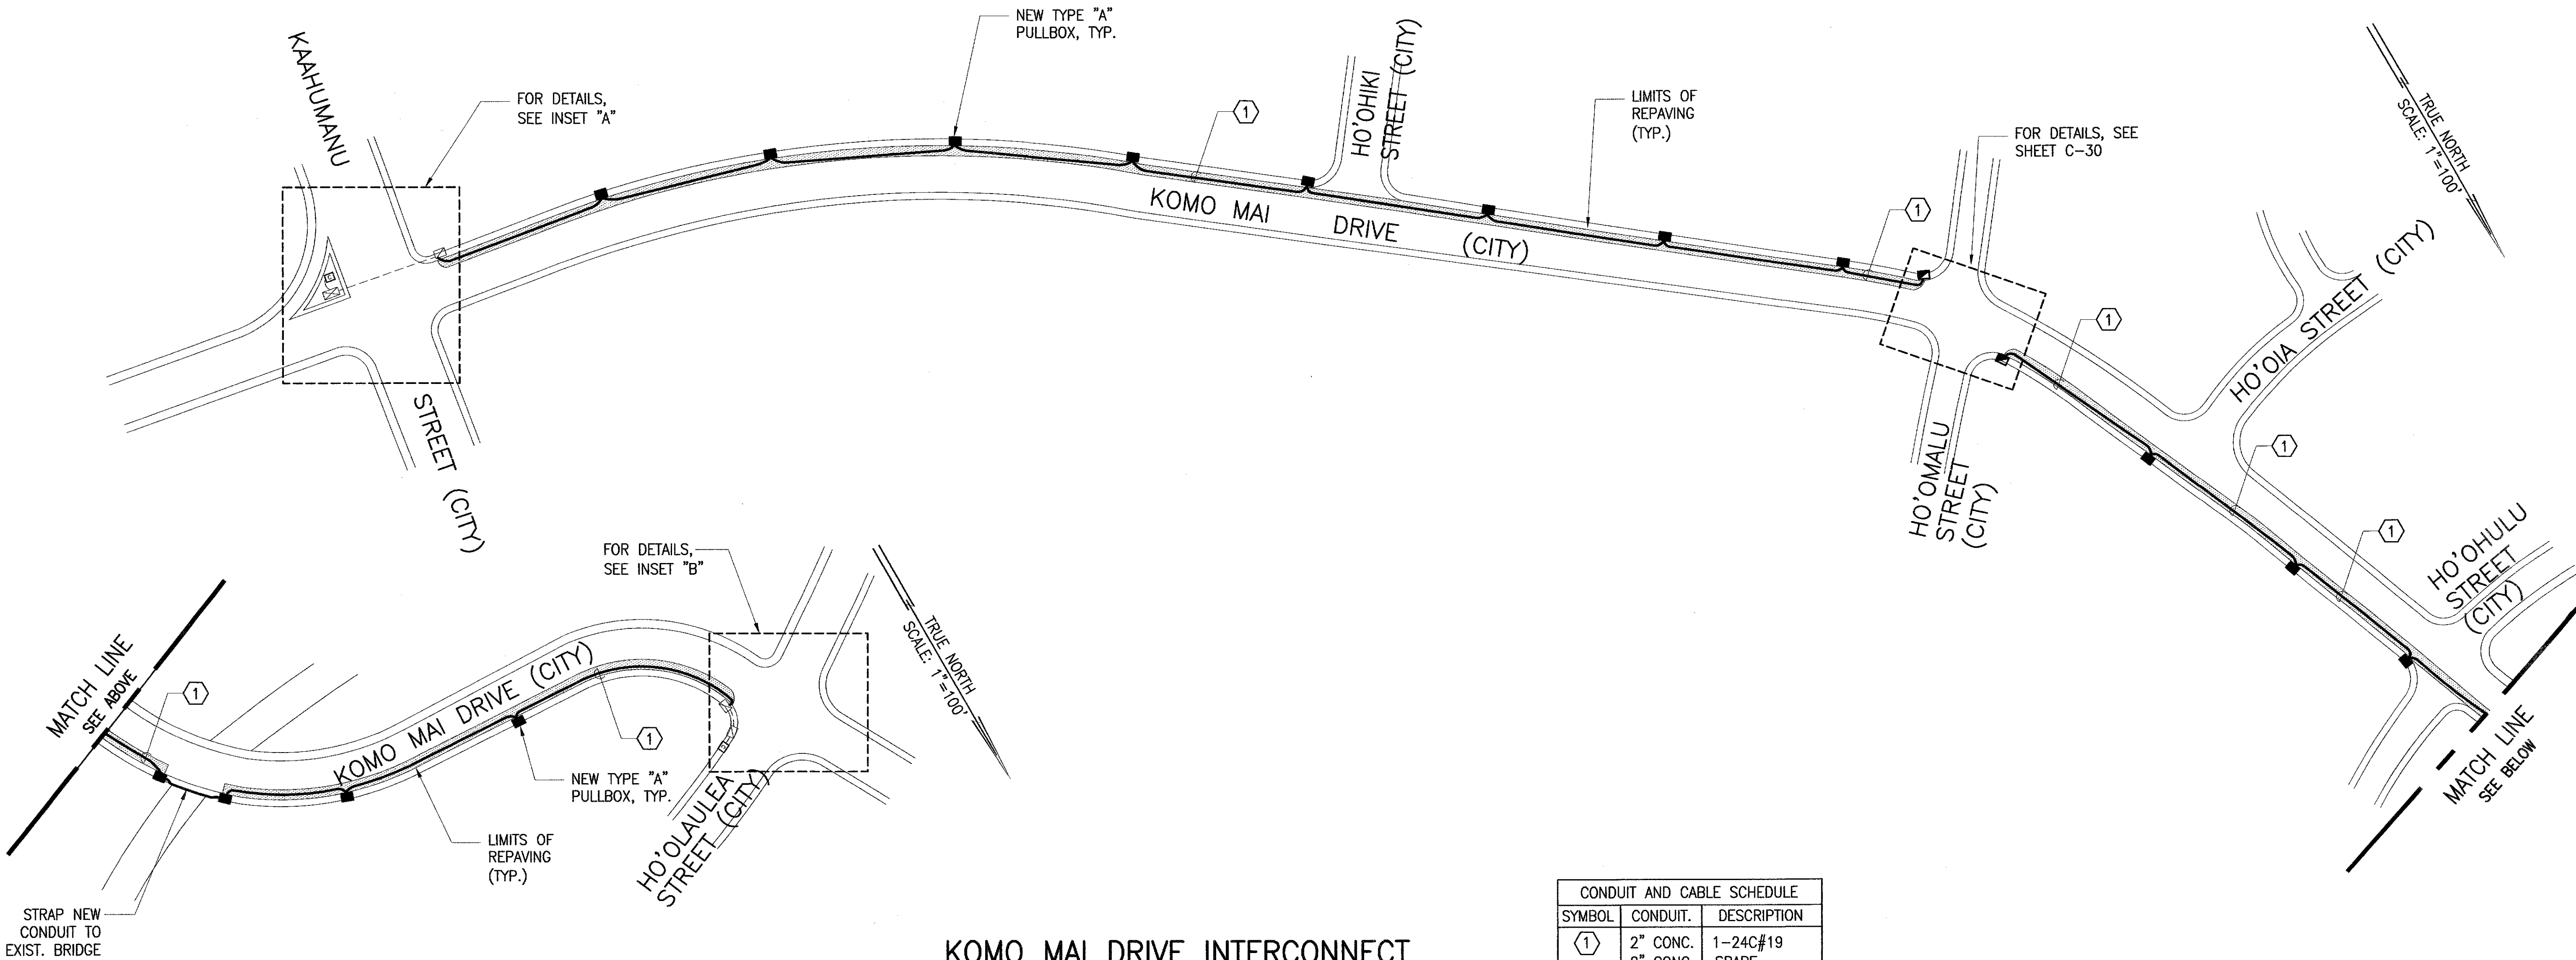 NEW TYPE "A"
PULLBOX, TYP.
KAAHUMANU
STREET (CITY)
FOR DETAILS,
SEE INSET "A"
1
HO'OHIKI
STREET (CITY)
LIMITS OF
REPAVING
(TYP.)
1
FOR DETAILS, SEE
SHEET C-30
TRUE NORTH
SCALE: 1"=100'
KOMO MAI DRIVE (CITY)
1
HO'OIA STREET (CITY)
HO'OMALU
STREET
(CITY)
1
1
HO'OHULU
STREET
(CITY)
MATCH LINE
SEE BELOW
FOR DETAILS,
SEE INSET "B"
TRUE NORTH
SCALE: 1"=100'
MATCH LINE
SEE ABOVE
1
KOMO MAI DRIVE (CITY)
1
NEW TYPE "A"
PULLBOX, TYP.
HO'OLAULEA
STREET (CITY)
LIMITS OF
REPAVING
(TYP.)
STRAP NEW
CONDUIT TO
EXIST. BRIDGE
KOMO MAI DRIVE INTERCONNECT
CONDUIT AND CABLE SCHEDULE
SYMBOL CONDUIT. DESCRIPTION
1 2" CONC. 1-24C#19
2" CONC. SPARE